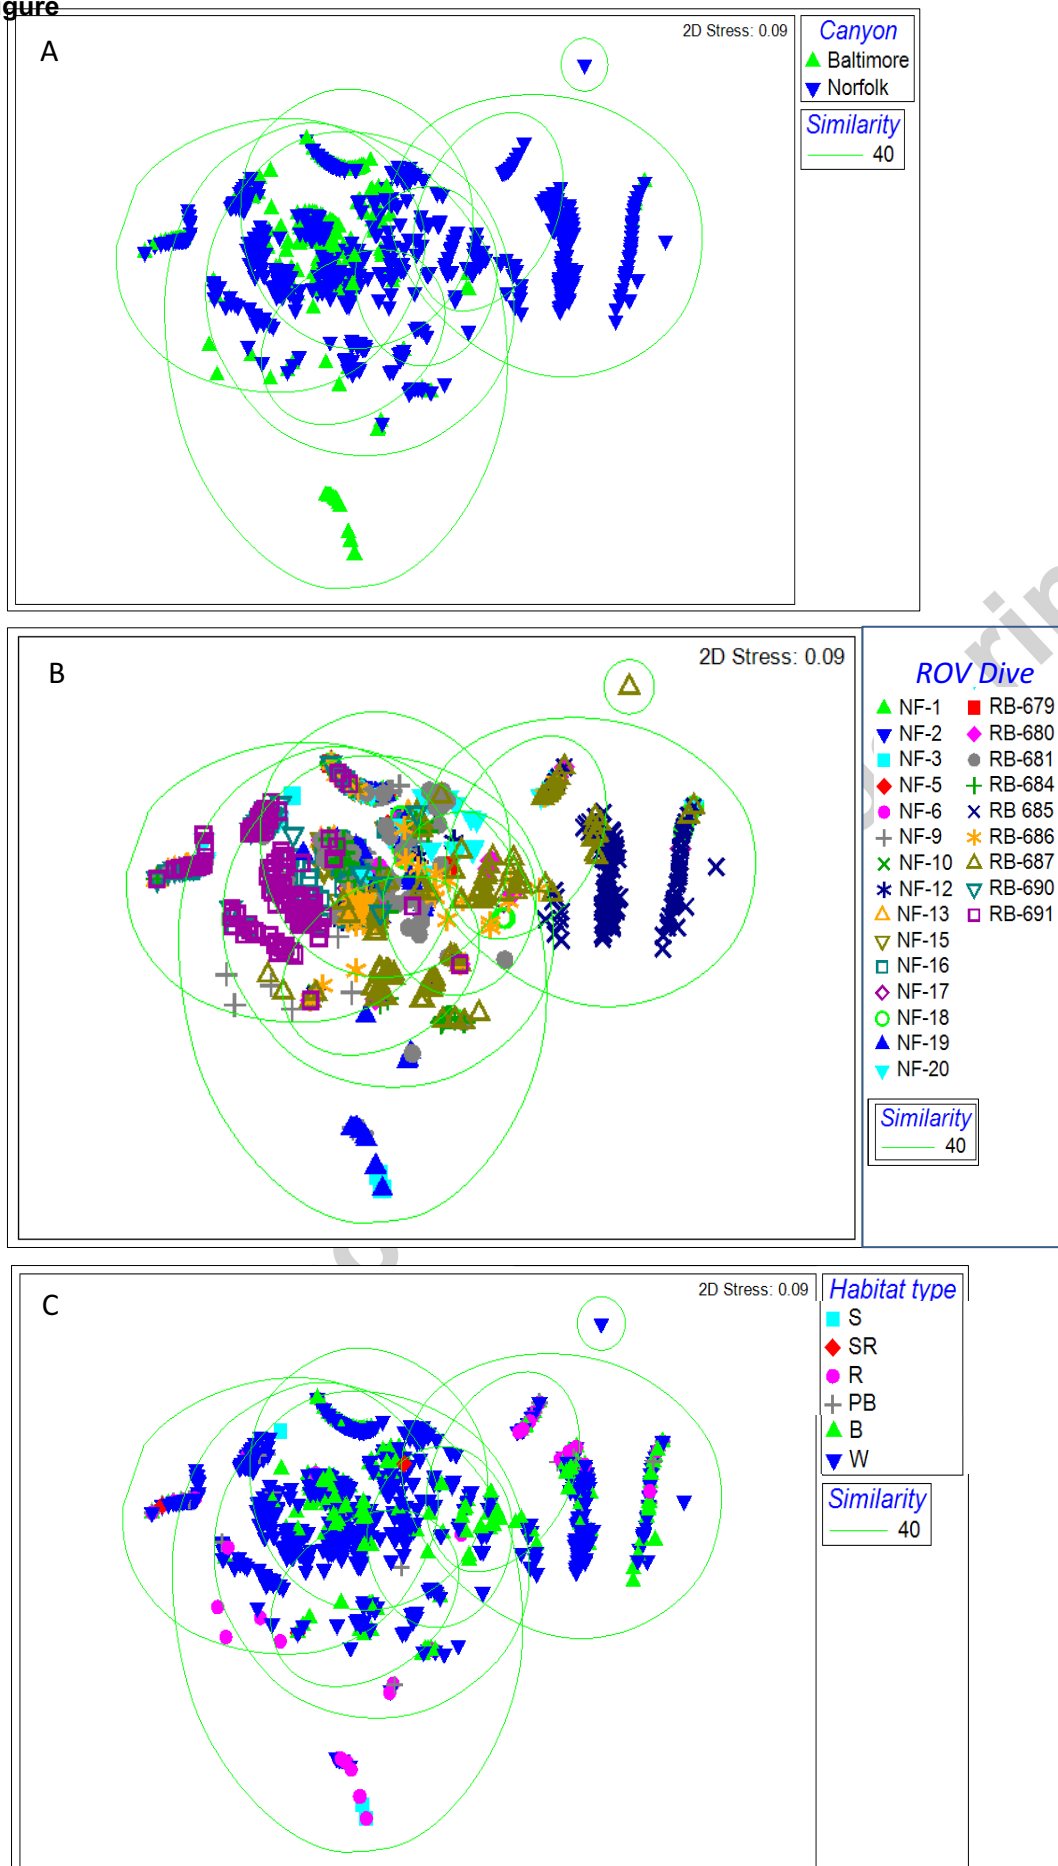 gure
A
2D Stress: 0.09
Canyon
Baltimore
Norfolk
Similarity
40
B
2D Stress: 0.09
ROV Dive
NF-1
NF-2
NF-3
NF-5
NF-6
NF-9
NF-10
NF-12
NF-13
NF-15
NF-16
NF-17
NF-18
NF-19
NF-20
RB-679
RB-680
RB-681
RB-684
RB 685
RB-686
RB-687
RB-690
RB-691
Similarity
40
C
2D Stress: 0.09
Habitat type
S
SR
R
PB
B
W
Similarity
40